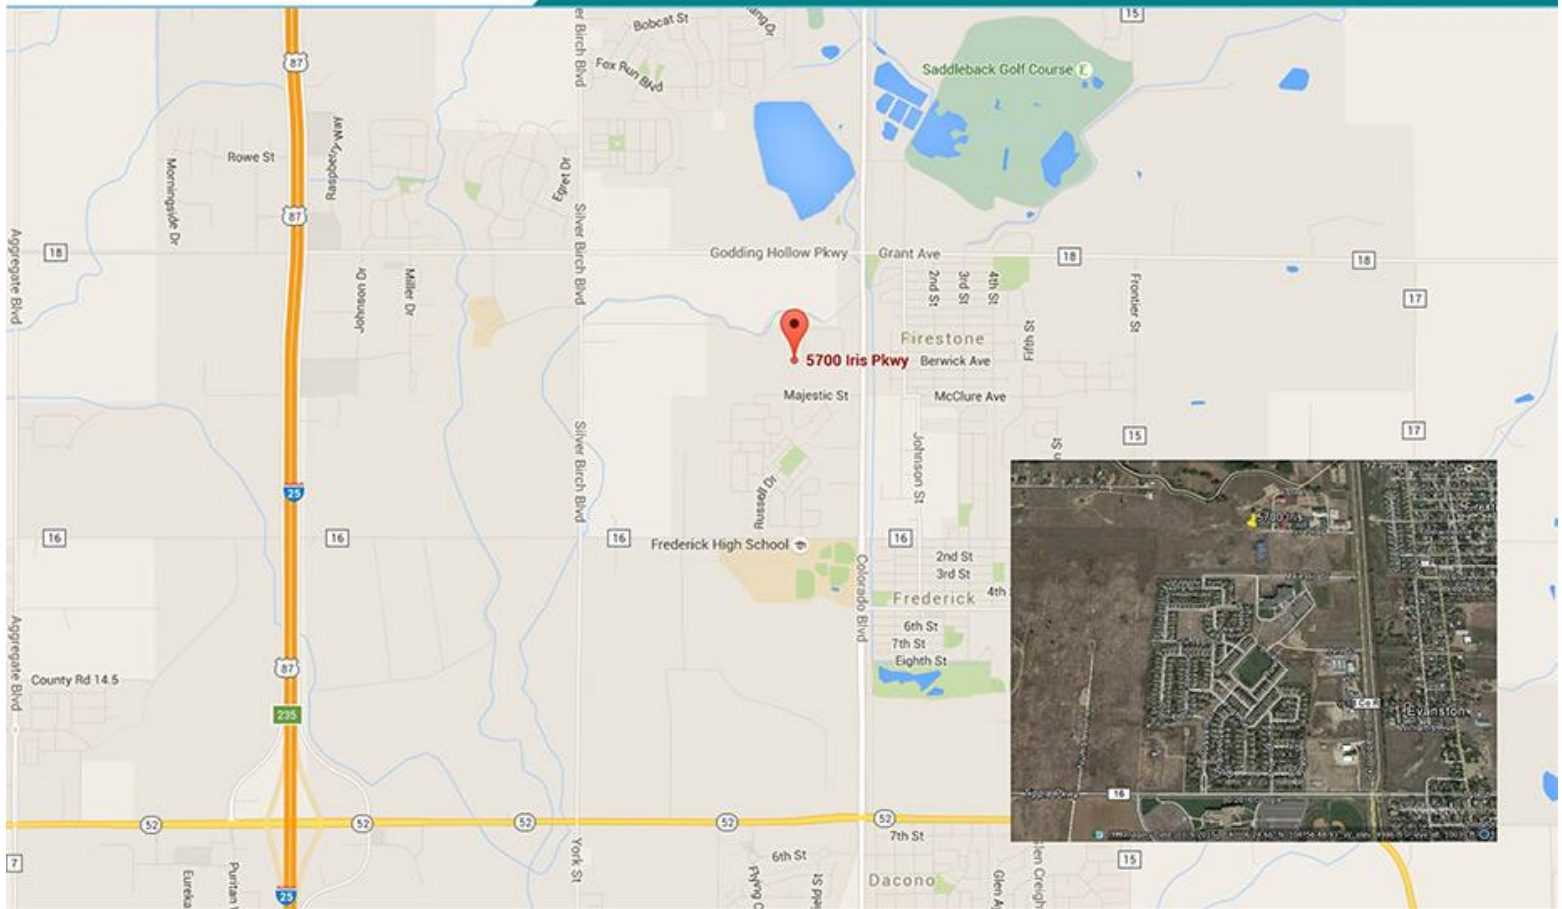 15
Bobcat St
87
Fox Run Blvd
Saddleback Golf Course
Rowe St
Raspberry Way
Morningside Dr
Egret Dr
87
Silver Birch Blvd
Aggregate Blvd
18
Godding Hollow Pkwy
Grant Ave
18
18
Johnson Dr
Miller Dr
2nd St
3rd St
4th St
Frontier St
17
Fifth St
Firestone
5700 Iris Pkwy
Berwick Ave
Majestic St
McClure Ave
Silver Birch Blvd
Johnson St
15
17
25
Russell Dr
16
16
16
Frederick High School
16
2nd St
3rd St
Colorado Blvd
4th
Frederick
6th St
7th St
Eighth St
Aggregate Blvd
87
County Rd 14.5
235
Evanston
16
52
52
52
52
52
7th St
York St
6th St
15
7
Eureka
Puritan
25
Dacono